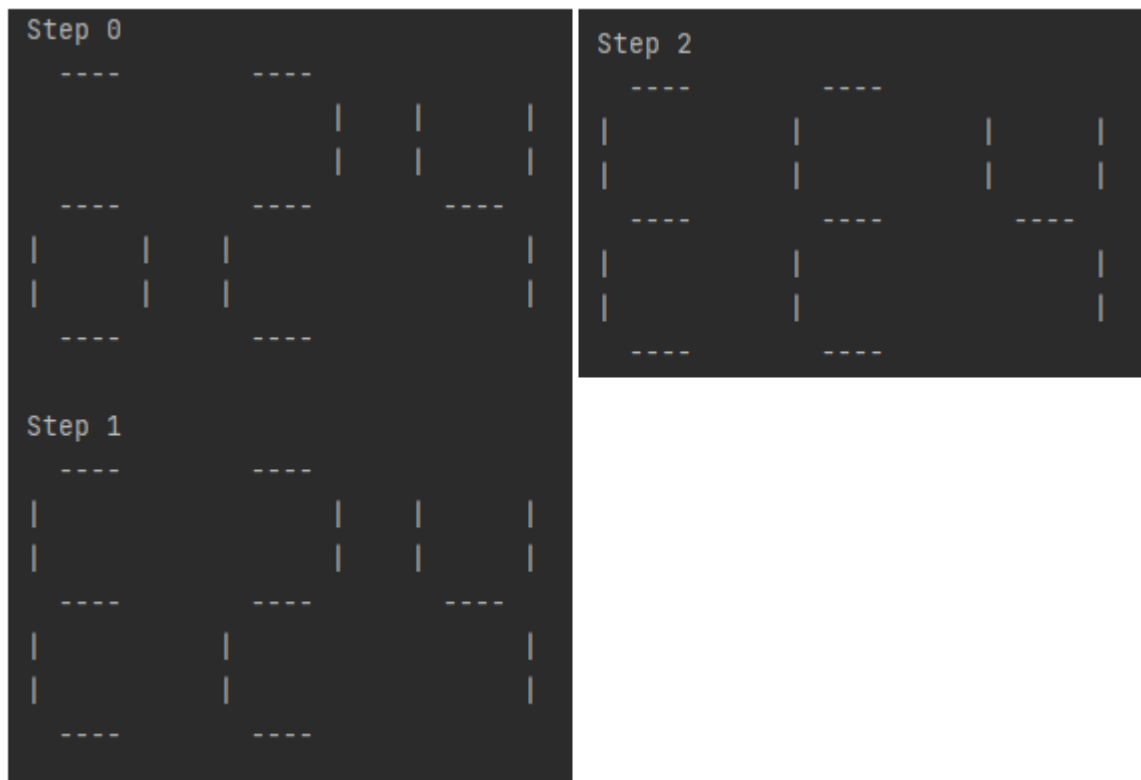 Step 0
  ----        ----
                   |    |      |
                   |    |      |
  ----        ----        ----
|      |    |                  |
|      |    |                  |
  ----        ----
Step 1
  ----        ----
|                  |    |      |
|                  |    |      |
  ----        ----        ----
|           |                  |
|           |                  |
  ----        ----
Step 2
  ----        ----
|           |           |      |
|           |           |      |
  ----        ----        ----
|           |                  |
|           |                  |
  ----        ----